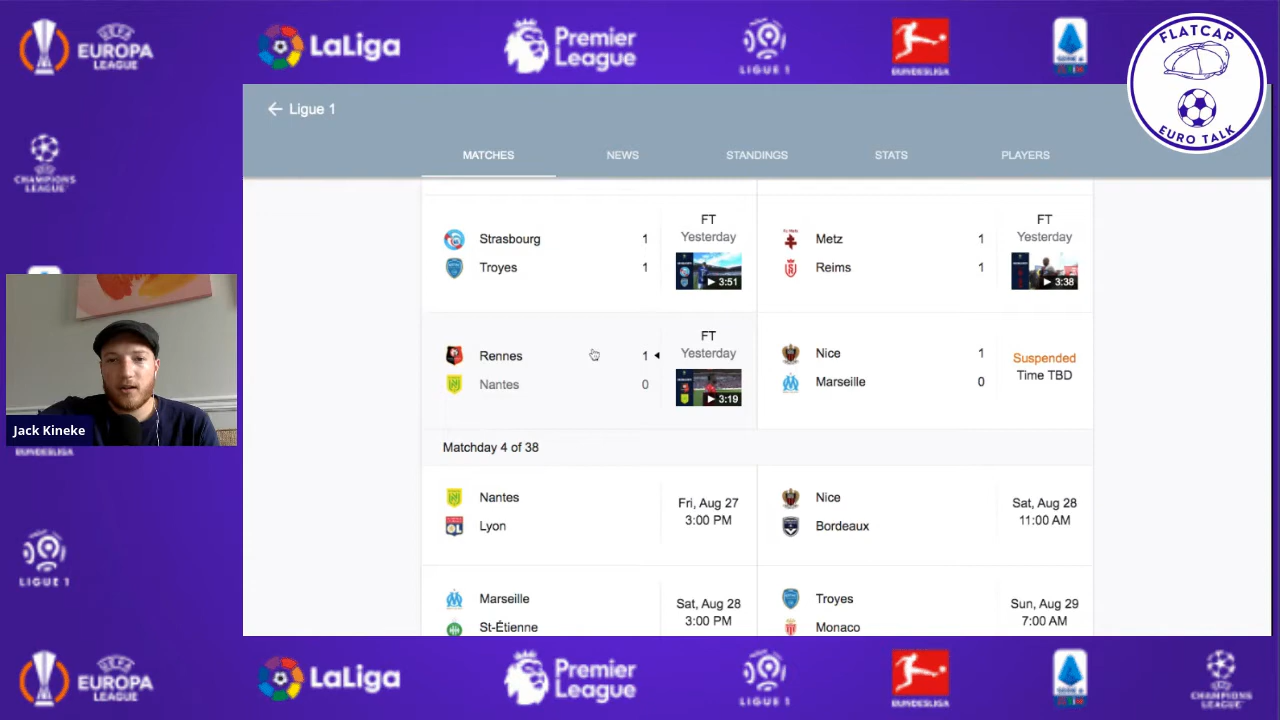 UEFA
EUROPA
LEAGUE
LaLiga
Premier
League
LIGUE 1
BUNDESLIGA
SERIE A
FLATCAP
EURO TALK
CHAMPIONS
LEAGUE
← Ligue 1
MATCHES
NEWS
STANDINGS
STATS
PLAYERS
Strasbourg 1
Troyes 1
FT
Yesterday
3:51
Metz 1
Reims 1
FT
Yesterday
3:38
Rennes 1
Nantes 0
FT
Yesterday
3:19
Nice 1
Marseille 0
Suspended
Time TBD
Jack Kineke
BUNDESLIGA
Matchday 4 of 38
Nantes
Lyon
Fri, Aug 27
3:00 PM
Nice
Bordeaux
Sat, Aug 28
11:00 AM
LIGUE 1
Marseille
St-Étienne
Sat, Aug 28
3:00 PM
Troyes
Monaco
Sun, Aug 29
7:00 AM
UEFA
EUROPA
LEAGUE
LaLiga
Premier
League
LIGUE 1
BUNDESLIGA
SERIE A
CHAMPIONS
LEAGUE